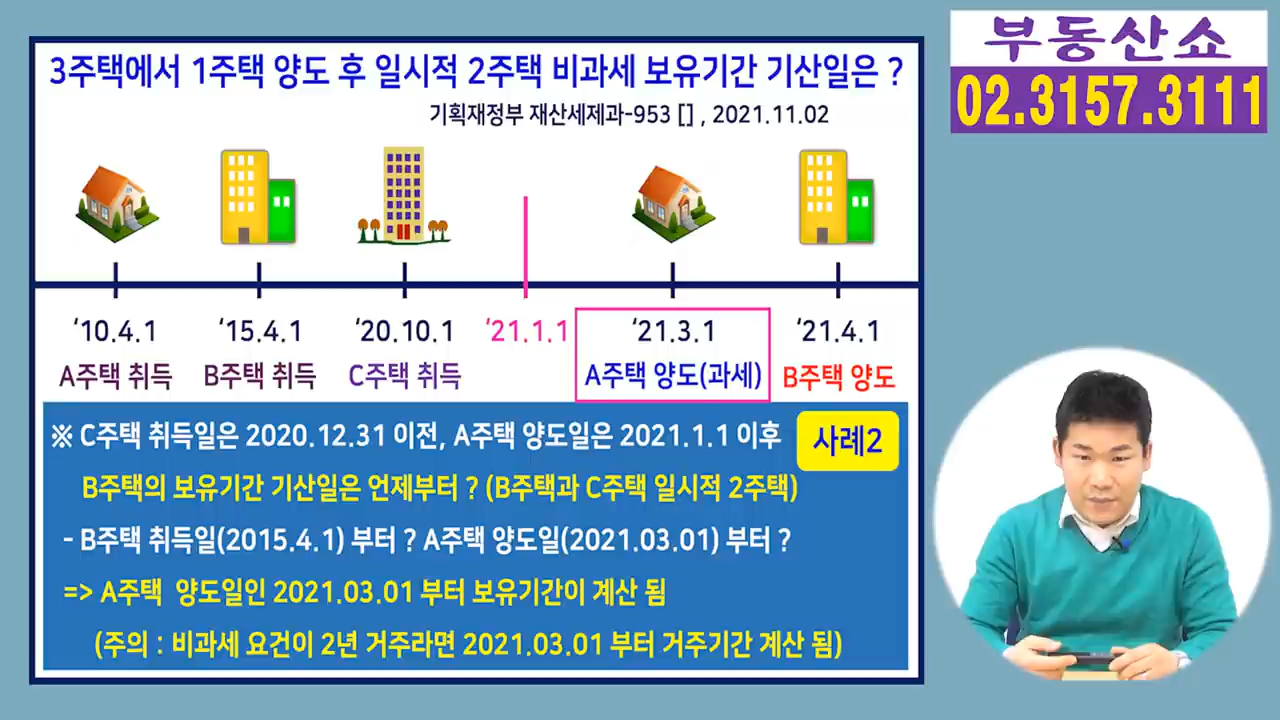 부동산쇼
02.3157.3111
3주택에서 1주택 양도 후 일시적 2주택 비과세 보유기간 기산일은 ?
기획재정부 재산세제과-953 [] , 2021.11.02
‘10.4.1 ‘15.4.1 ‘20.10.1 ‘21.1.1 ‘21.3.1 ‘21.4.1
A주택 취득 B주택 취득 C주택 취득 A주택 양도(과세) B주택 양도
※ C주택 취득일은 2020.12.31 이전, A주택 양도일은 2021.1.1 이후
사례2
B주택의 보유기간 기산일은 언제부터 ? (B주택과 C주택 일시적 2주택)
- B주택 취득일(2015.4.1) 부터 ? A주택 양도일(2021.03.01) 부터 ?
=> A주택 양도일인 2021.03.01 부터 보유기간이 계산 됨
(주의 : 비과세 요건이 2년 거주라면 2021.03.01 부터 거주기간 계산 됨)